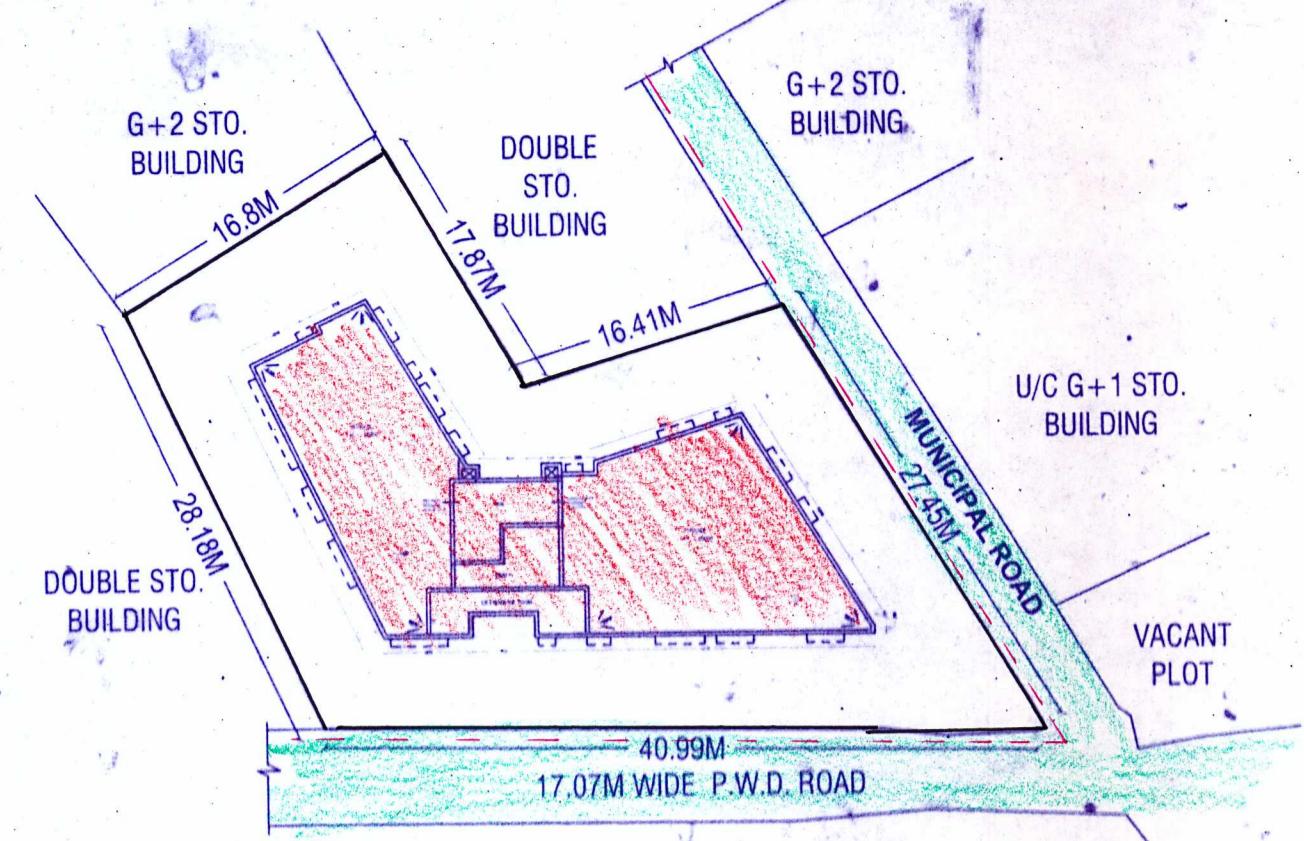 G+2 STO.
BUILDING
DOUBLE
STO.
BUILDING
G+2 STO.
BUILDING
16.8M
17.87M
16.41M
U/C G+1 STO.
BUILDING
MUNICIPAL ROAD
27.45M
28.18M
DOUBLE STO.
BUILDING
VACANT
PLOT
40.99M
17.07M WIDE P.W.D. ROAD